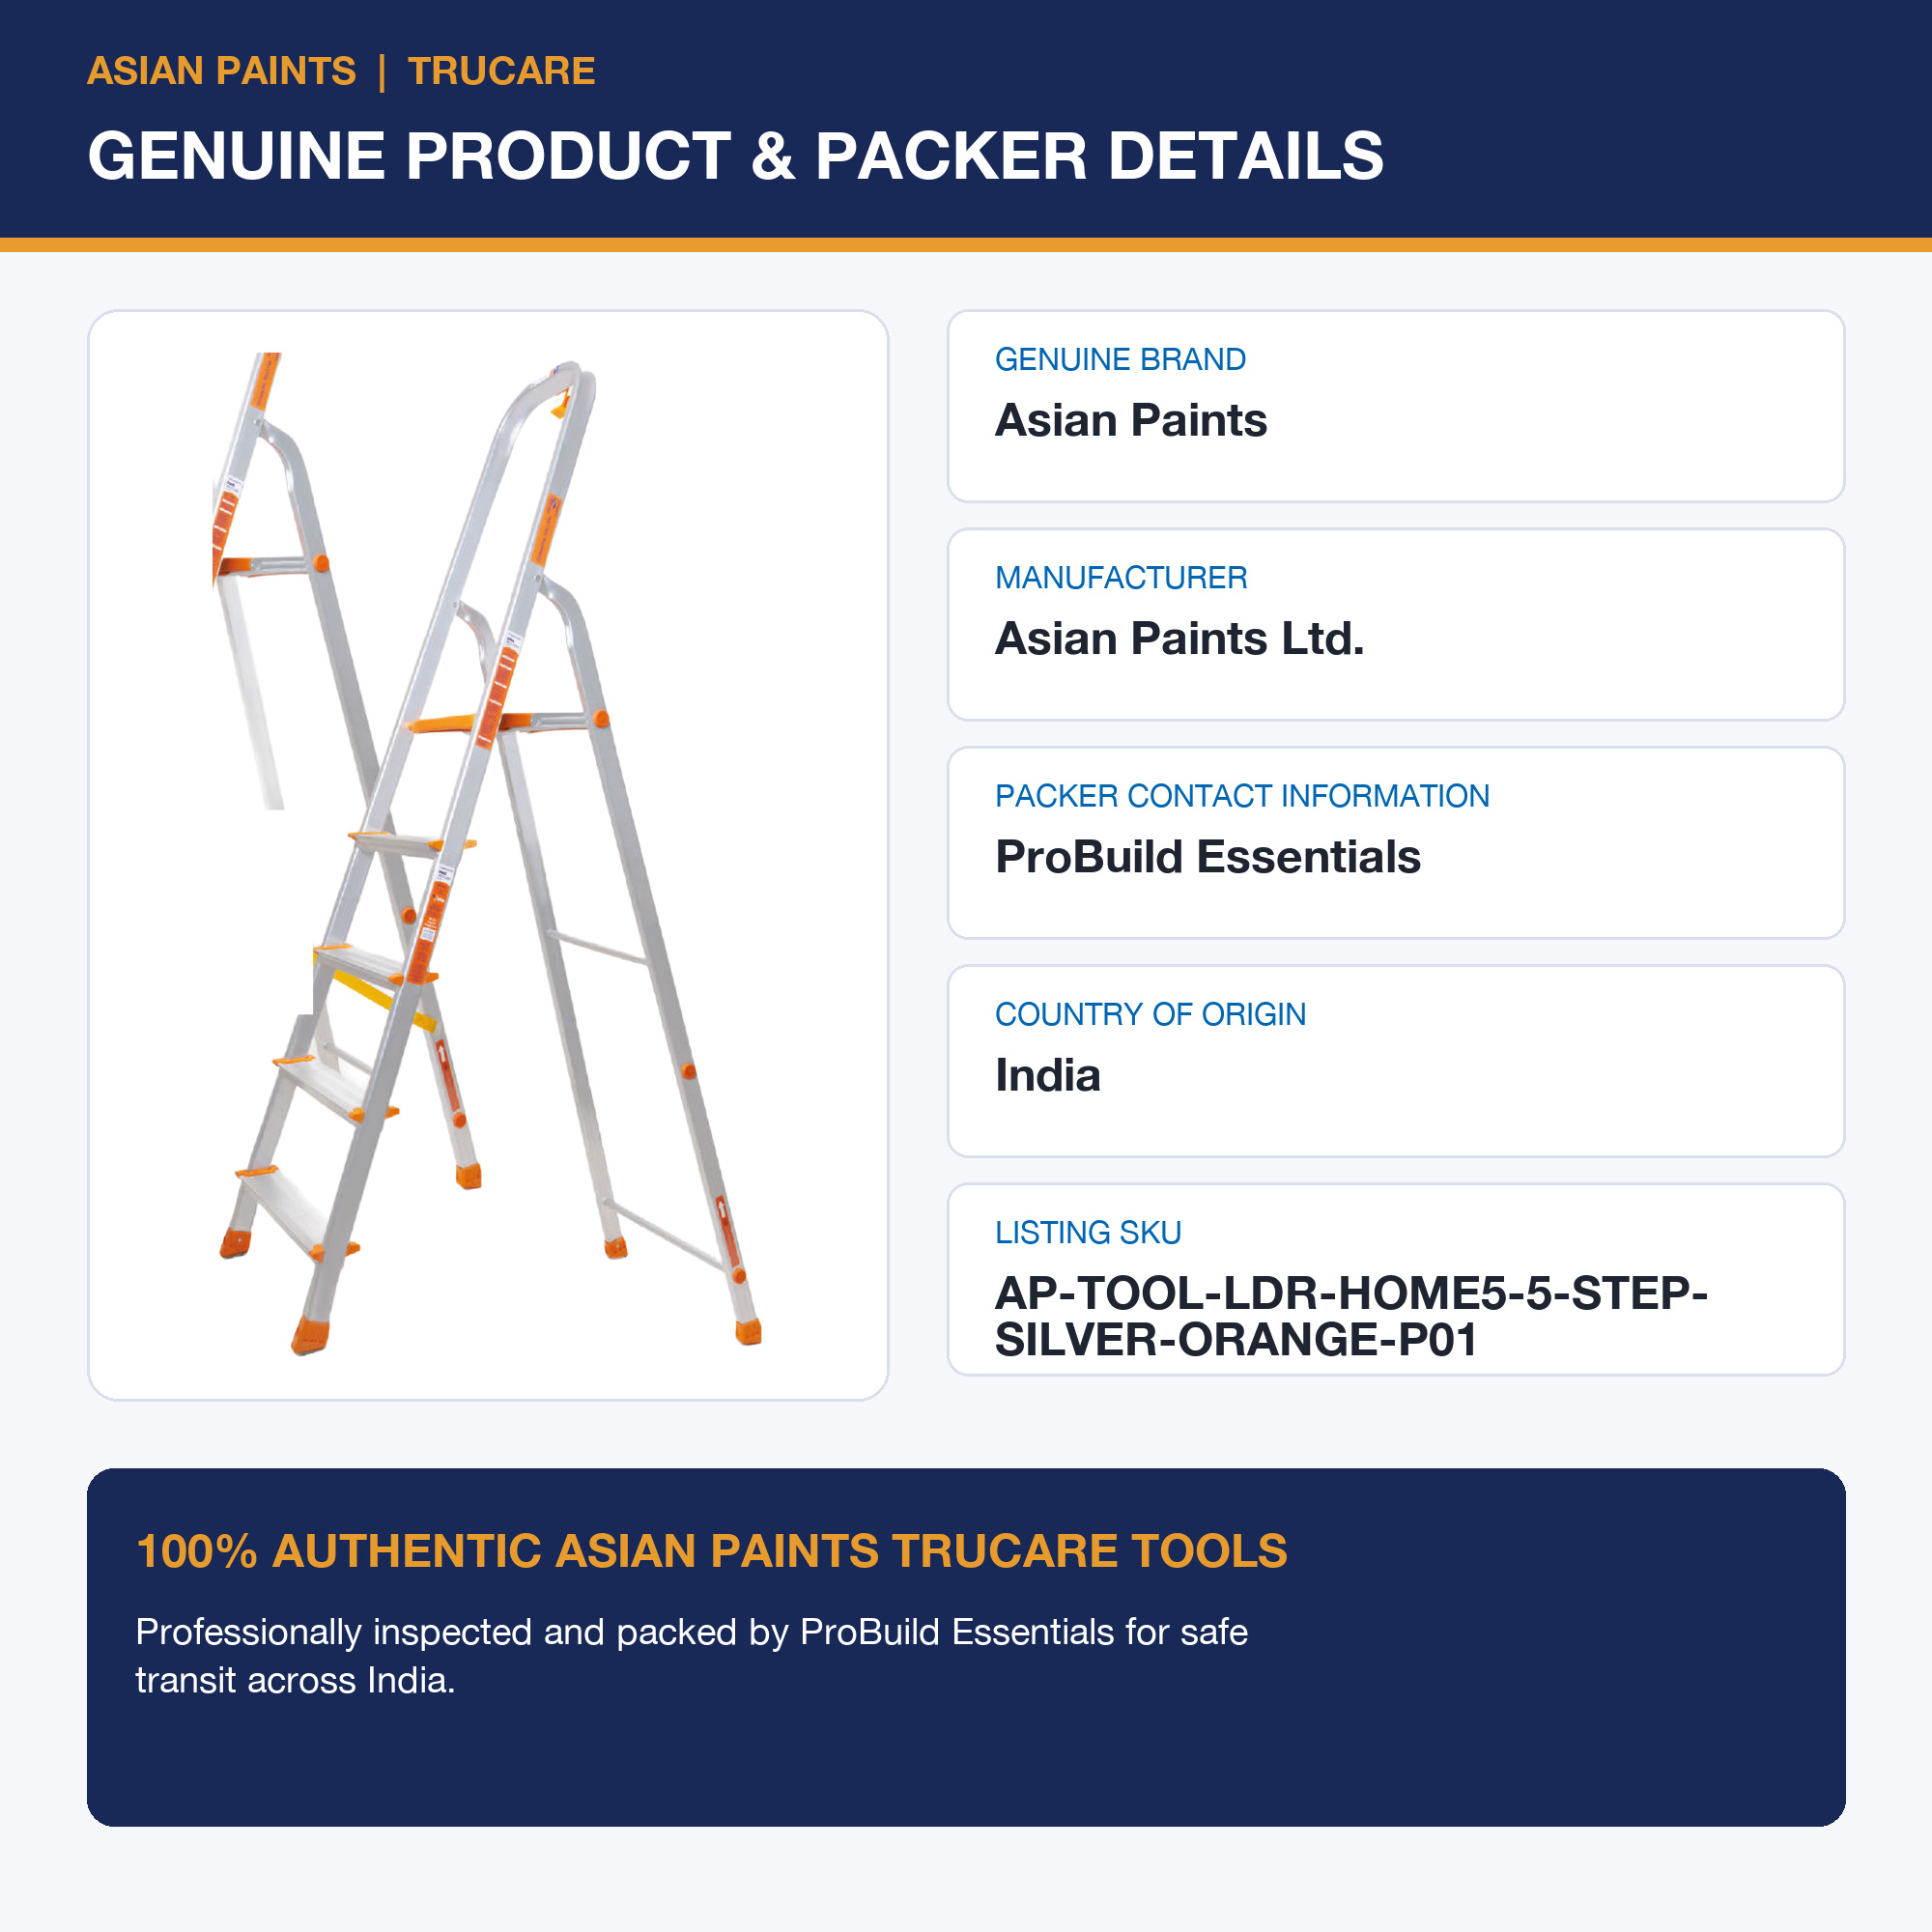 ASIAN PAINTS | TRUCARE
GENUINE PRODUCT & PACKER DETAILS
GENUINE BRAND
Asian Paints
MANUFACTURER
Asian Paints Ltd.
PACKER CONTACT INFORMATION
ProBuild Essentials
COUNTRY OF ORIGIN
India
LISTING SKU
AP-TOOL-LDR-HOME5-5-STEP-
SILVER-ORANGE-P01
100% AUTHENTIC ASIAN PAINTS TRUCARE TOOLS
Professionally inspected and packed by ProBuild Essentials for safe
transit across India.